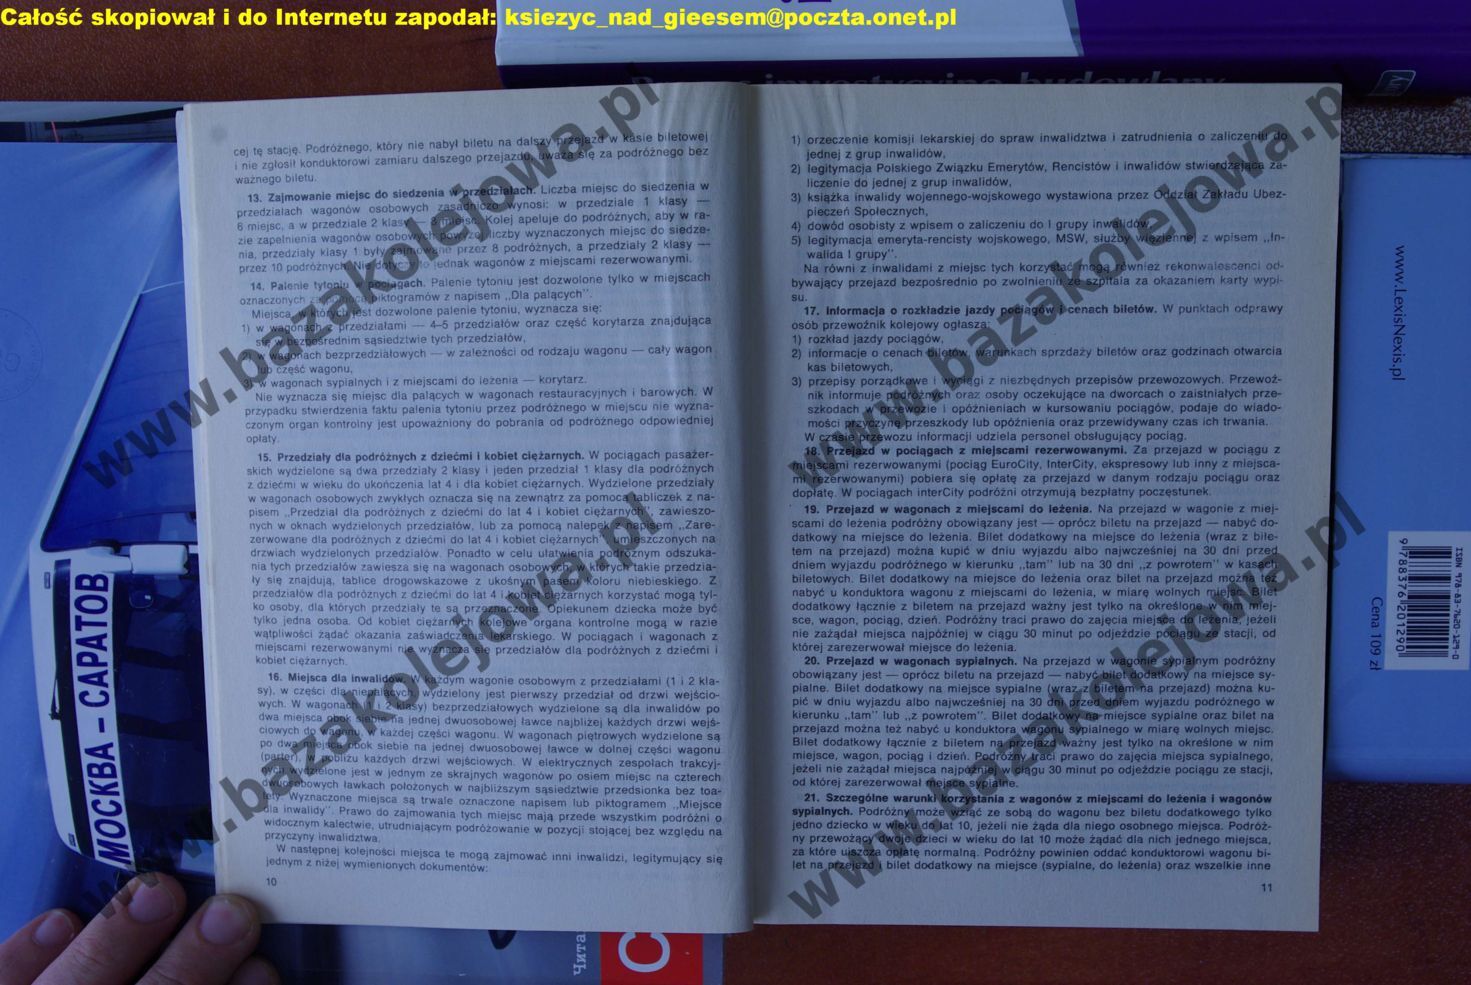 Całość skopiował i do Internetu zapodał: ksiezyc_nad_gieesem@poczta.onet.pl
cej tę stację. Podróżnego, który nie nabył biletu na dalszy przejazd w kasie biletowej
i nie zgłosił konduktorowi zamiaru dalszego przejazdu, uważa się za podróżnego bez
ważnego biletu.
13. Zajmowanie miejsc do siedzenia w przedziałach. Liczba miejsc do siedzenia w
przedziałach wagonów osobowych zasadniczo wynosi: w przedziale 1 klasy —
6 miejsc, a w przedziale 2 klasy — 8 miejsc. Kolej apeluje do podróżnych, aby w ra-
zie zapełnienia wagonów osobowych powyżej liczby wyznaczonych miejsc do siedze-
nia, przedziały klasy 1 były zajmowane przez 8 podróżnych, a przedziały 2 klasy —
przez 10 podróżnych. Nie dotyczy to jednak wagonów z miejscami rezerwowanymi.
14. Palenie tytoniu w pociągach. Palenie tytoniu jest dozwolone tylko w miejscach
oznaczonych za pomocą piktogramów z napisem „Dla palących".
Miejsca, w których jest dozwolone palenie tytoniu, wyznacza się:
1) w wagonach z przedziałami — 4–5 przedziałów oraz część korytarza znajdująca
się w bezpośrednim sąsiedztwie tych przedziałów,
2) w wagonach bezprzedziałowych — w zależności od rodzaju wagonu — cały wagon
lub część wagonu,
3) w wagonach sypialnych i z miejscami do leżenia — korytarz.
Nie wyznacza się miejsc dla palących w wagonach restauracyjnych i barowych. W
przypadku stwierdzenia faktu palenia tytoniu przez podróżnego w miejscu nie wyzna-
czonym organ kontrolny jest upoważniony do pobrania od podróżnego odpowiedniej
opłaty.
15. Przedziały dla podróżnych z dziećmi i kobiet ciężarnych. W pociągach pasażer-
skich wydzielone są dwa przedziały 2 klasy i jeden przedział 1 klasy dla podróżnych
z dziećmi w wieku do ukończenia lat 4 i dla kobiet ciężarnych. Wydzielone przedziały
w wagonach osobowych zwykłych oznacza się na zewnątrz za pomocą tabliczek z na-
pisem „Przedział dla podróżnych z dziećmi do lat 4 i kobiet ciężarnych", zawieszo-
nych w oknach wydzielonych przedziałów, lub za pomocą nalepek z napisem „Zare-
zerwowane dla podróżnych z dziećmi do lat 4 i kobiet ciężarnych", umieszczonych na
drzwiach wydzielonych przedziałów. Ponadto w celu ułatwienia podróżnym odszuka-
nia tych przedziałów zawiesza się na wagonach osobowych, w których takie przedzia-
ły się znajdują, tablice drogowskazowe z ukośnym pasem koloru niebieskiego. Z
przedziałów dla podróżnych z dziećmi do lat 4 i kobiet ciężarnych korzystać mogą tyl-
ko osoby, dla których przedziały te są przeznaczone. Opiekunem dziecka może być
tylko jedna osoba. Od kobiet ciężarnych kolejowe organa kontrolne mogą w razie
wątpliwości żądać okazania zaświadczenia lekarskiego. W pociągach i wagonach z
miejscami rezerwowanymi nie wyznacza się przedziałów dla podróżnych z dziećmi i
kobiet ciężarnych.
16. Miejsca dla inwalidów. W każdym wagonie osobowym z przedziałami (1 i 2 kla-
sy), w części dla niepalących, wydzielony jest pierwszy przedział od drzwi wejścio-
wych. W wagonach (1 i 2 klasy) bezprzedziałowych wydzielone są dla inwalidów po
dwa miejsca obok siebie na jednej dwuosobowej ławce najbliżej każdych drzwi wejś-
ciowych do wagonu w każdej części wagonu. W wagonach piętrowych wydzielone są
po dwa miejsca obok siebie na jednej dwuosobowej ławce w dolnej części wagonu
(parter), w pobliżu każdych drzwi wejściowych. W elektrycznych zespołach trakcyj-
nych wydzielone jest w jednym ze skrajnych wagonów po osiem miejsc na czterech
dwuosobowych ławkach położonych w najbliższym sąsiedztwie przedsionka bez toa-
lety. Wyznaczone miejsca są trwale oznaczone napisem lub piktogramem „Miejsce
dla inwalidy". Prawo do zajmowania tych miejsc mają przede wszystkim podróżni o
widocznym kalectwie, utrudniającym podróżowanie w pozycji stojącej bez względu na
przyczyny inwalidztwa.
W następnej kolejności miejsca te mogą zajmować inni inwalidzi, legitymujący się
jednym z niżej wymienionych dokumentów:
10
1) orzeczenie komisji lekarskiej do spraw inwalidztwa i zatrudnienia o zaliczeniu do
jednej z grup inwalidów,
2) legitymacja Polskiego Związku Emerytów, Rencistów i inwalidów stwierdzająca za-
liczenie do jednej z grup inwalidów,
3) książka inwalidy wojennego-wojskowego wystawiona przez Oddział Zakładu Ubez-
pieczeń Społecznych,
4) dowód osobisty z wpisem o zaliczeniu do I grupy inwalidów,
5) legitymacja emeryta-rencisty wojskowego, MSW, służby więziennej z wpisem „In-
walida I grupy".
Na równi z inwalidami z miejsc tych korzystać mogą również rekonwalescenci od-
bywający przejazd bezpośrednio po zwolnieniu ze szpitala za okazaniem karty wypi-
su.
17. Informacja o rozkładzie jazdy pociągów i cenach biletów. W punktach odprawy
osób przewoźnik kolejowy ogłasza:
1) rozkład jazdy pociągów,
2) informacje o cenach biletów, warunkach sprzdaży biletów oraz godzinach otwarcia
kas biletowych,
3) przepisy porządkowe i wyciągi z niezbędnych przepisów przewozowych. Przewoź-
nik informuje podróżnych oraz osoby oczekujące na dworcach o zaistniałych prze-
szkodach w przewozie i opóźnieniach w kursowaniu pociągów, podaje do wiado-
mości przyczynę przeszkody lub opóźnienia oraz przewidywany czas ich trwania.
W czasie przewozu informacji udziela personel obsługujący pociąg.
18. Przejazd w pociągach z miejscami rezerwowanymi. Za przejazd w pociągu z
miejscami rezerwowanymi (pociąg EuroCity, InterCity, ekspresowy lub inny z miejsca-
mi rezerwowanymi) pobiera się opłatę za przejazd w danym rodzaju pociągu oraz
dopłatę. W pociągach interCity podróżni otrzymują bezpłatny poczęstunek.
19. Przejazd w wagonach z miejscami do leżenia. Na przejazd w wagonie z miej-
scami do leżenia podróżny obowiązany jest — oprócz biletu na przejazd — nabyć do-
datkowy na miejsce do leżenia. Bilet dodatkowy na miejsce do leżenia (wraz z bile-
tem na przejazd) można kupić w dniu wyjazdu albo najwcześniej na 30 dni przed
dniem wyjazdu podróżnego w kierunku „tam" lub na 30 dni „z powrotem" w kasach
biletowych. Bilet dodatkowy na miejsce do leżenia oraz bilet na przejazd można też
nabyć u konduktora wagonu z miejscami do leżenia, w miarę wolnych miejsc. Bilet
dodatkowy łącznie z biletem na przejazd ważny jest tylko na określone w nim miej-
sce, wagon, pociąg, dzień. Podróżny traci prawo do zajęcia miejsca do leżenia, jeżeli
nie zażądał miejsca najpóźniej w ciągu 30 minut po odjeździe pociągu ze stacji, od
której zarezerwował miejsce do leżenia.
20. Przejazd w wagonach sypialnych. Na przejazd w wagonie sypialnym podróżny
obowiązany jest — oprócz biletu na przejazd — nabyć bilet dodatkowy na miejsce sy-
pialne. Bilet dodatkowy na miejsce sypialne (wraz z biletem na przejazd) można ku-
pić w dniu wyjazdu albo najwcześniej na 30 dni przed dniem wyjazdu podróżnego w
kierunku „tam" lub „z powrotem". Bilet dodatkowy na miejsce sypialne oraz bilet na
przejazd można też nabyć u konduktora wagonu sypialnego w miarę wolnych miejsc.
Bilet dodatkowy łącznie z biletem na przejazd ważny jest tylko na określone w nim
miejsce, wagon, pociąg i dzień. Podróżny traci prawo do zajęcia miejsca sypialnego,
jeżeli nie zażądał miejsca najpóźniej w ciągu 30 minut po odjeździe pociągu ze stacji,
od której zarezerwował miejsce sypialne.
21. Szczególne warunki korzystania z wagonów z miejscami do leżenia i wagonów
sypialnych. Podróżny może wziąć ze sobą do wagonu bez biletu dodatkowego tylko
jedno dziecko w wieku do lat 10, jeżeli nie żąda dla niego osobnego miejsca. Podróż-
ny przewożący dwoje dzieci w wieku do lat 10 może żądać dla nich jednego miejsca,
za które uiszcza opłatę normalną. Podróżny powinien oddać konduktorowi wagonu bi-
let na przejazd i bilet dodatkowy na miejsce (sypialne, do leżenia) oraz wszelkie inne
11
www.bazakolejowa.pl
www.bazakolejowa.pl
www.bazakolejowa.pl
www.bazakolejowa.pl
МОСКВА – САРАТОВ
Чита
www.LexisNexis.pl
ISBN 978-83-7620-129-0
9788376201290
Cena 109 zł